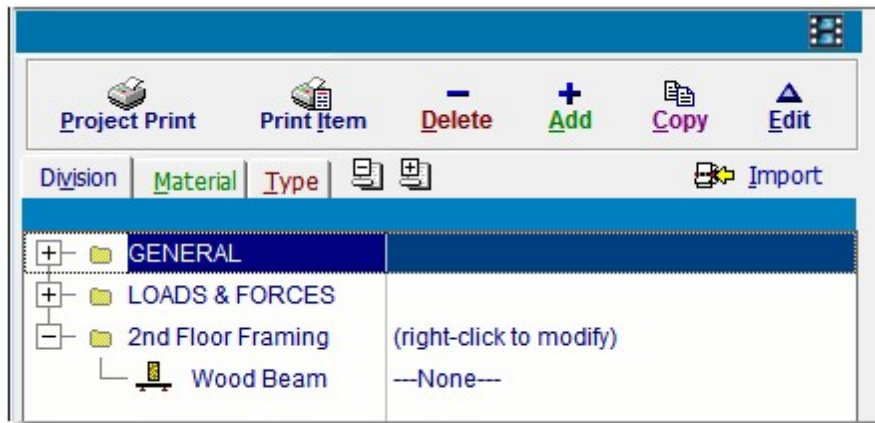 Project Print Print Item Delete Add Copy Edit
Division Material Type Import
GENERAL
LOADS & FORCES
2nd Floor Framing (right-click to modify)
Wood Beam ---None---